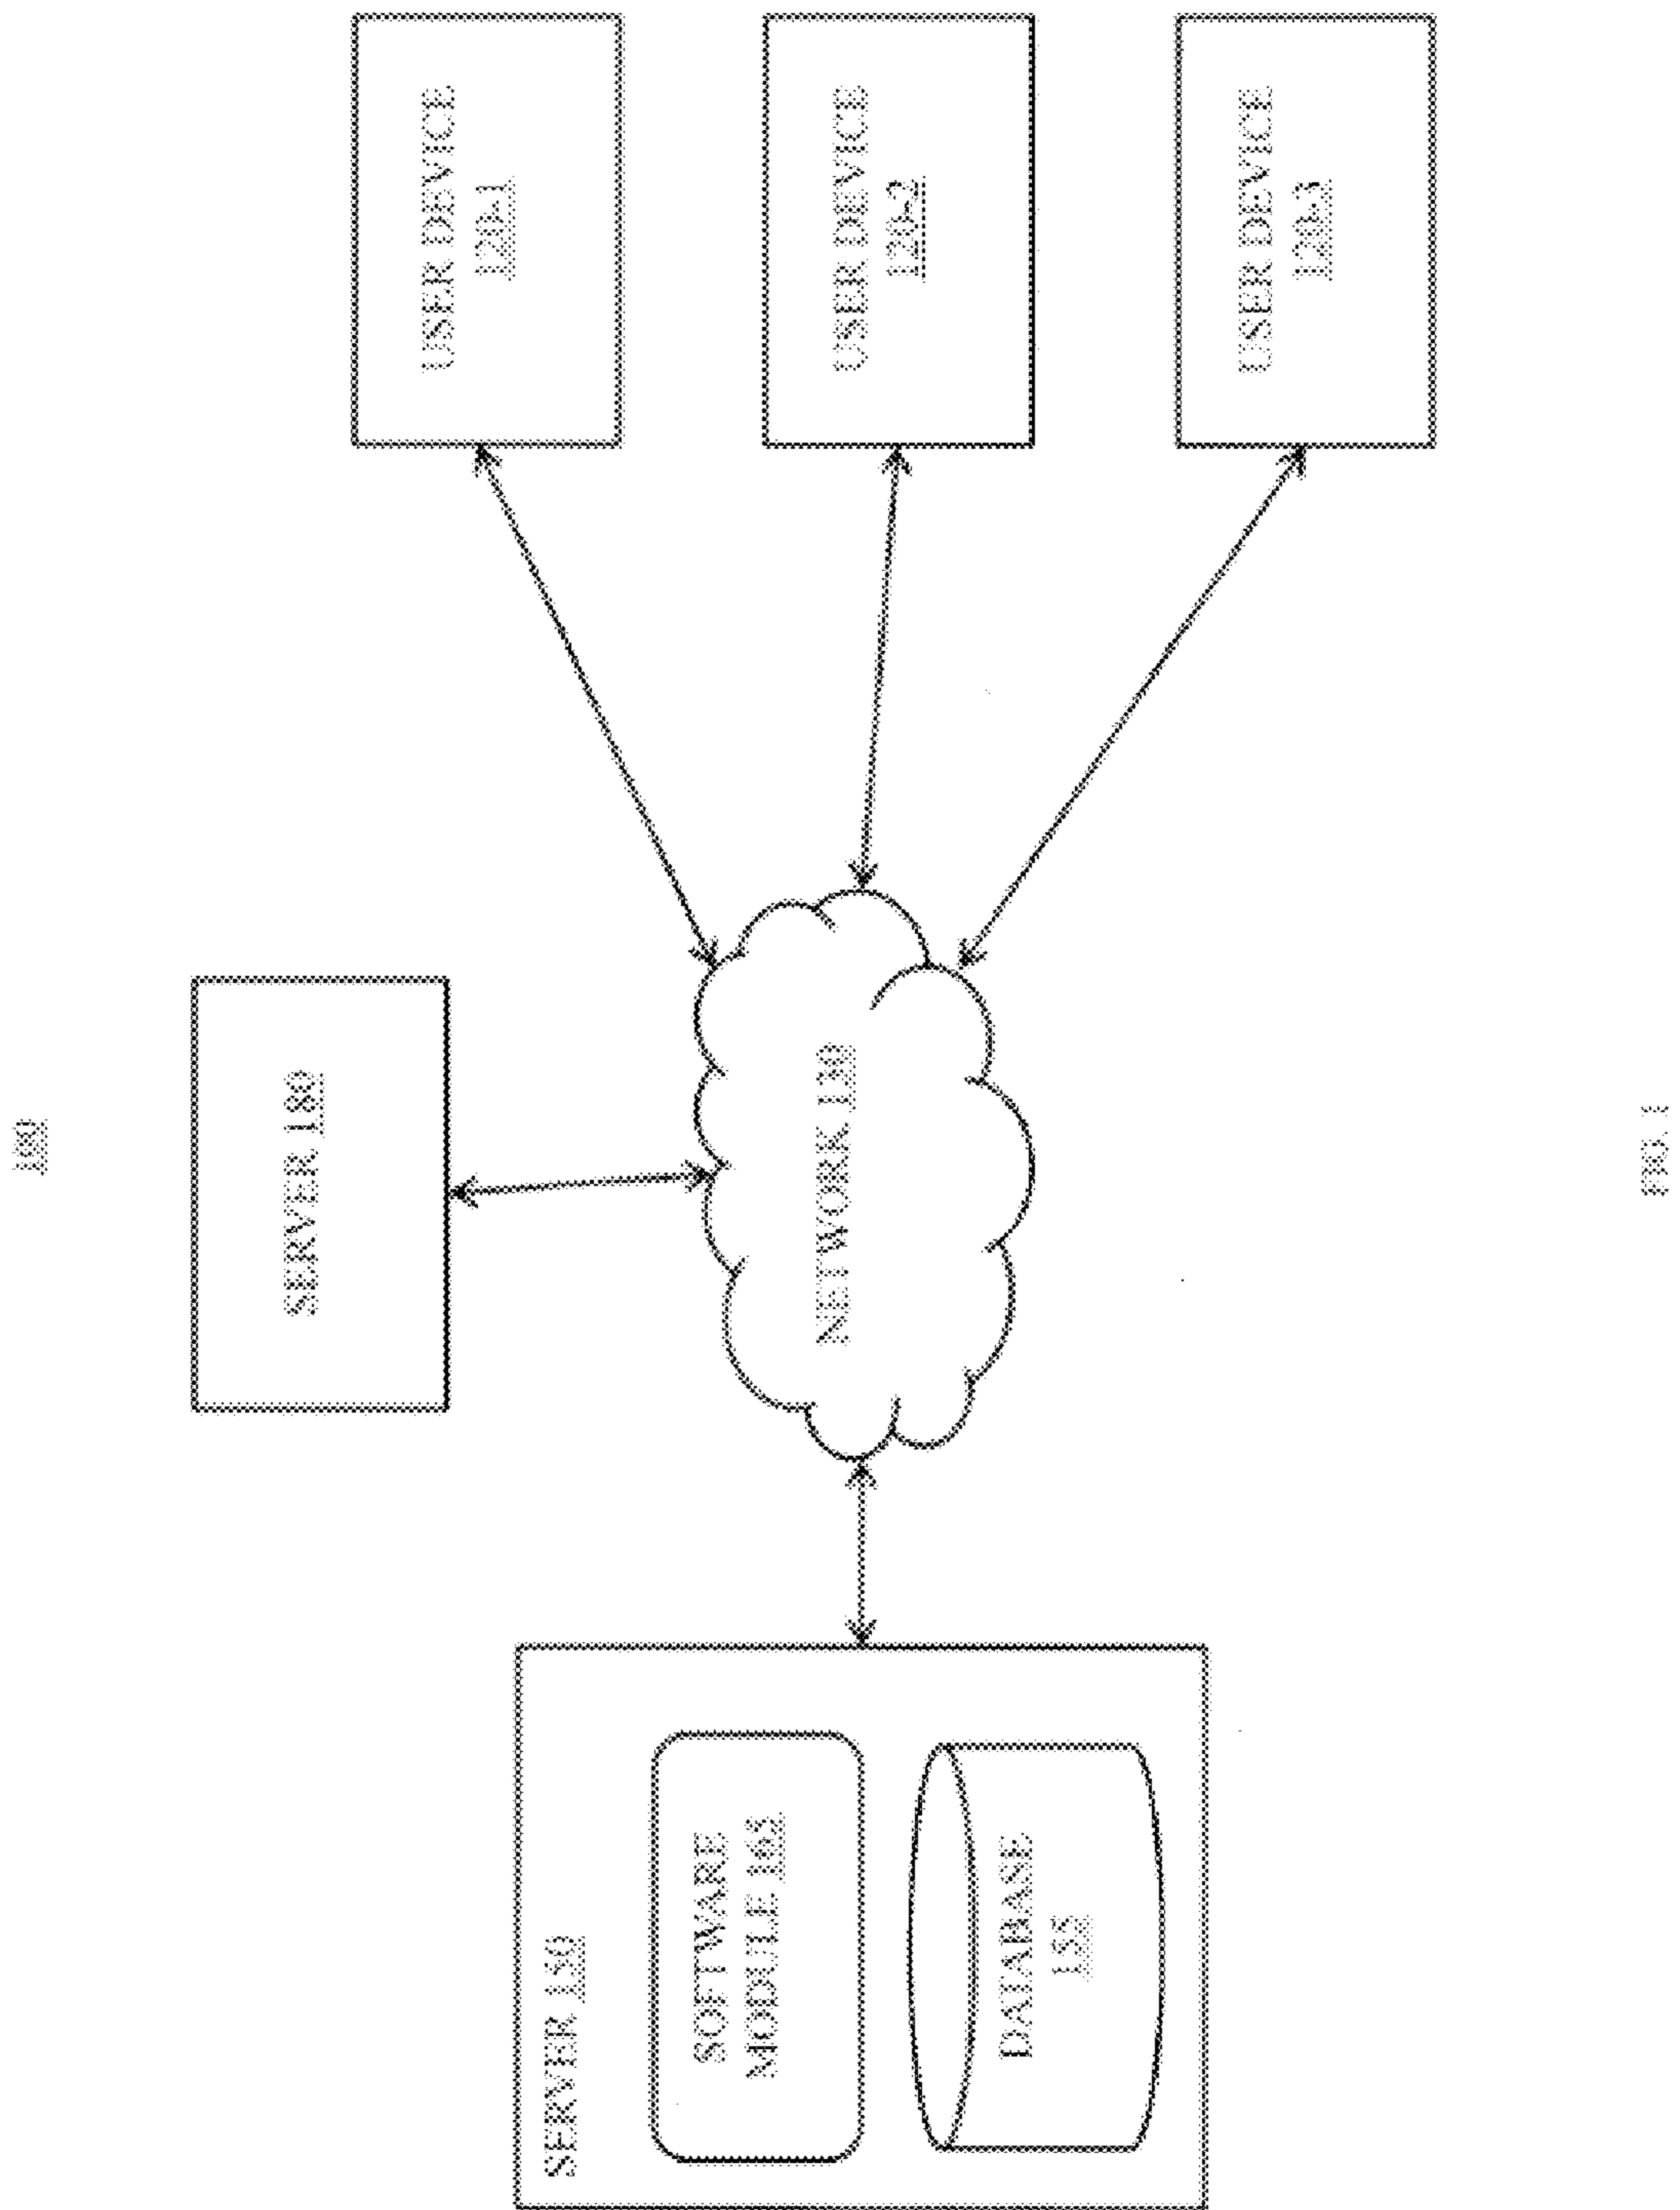 100
SERVER 180
USER DEVICE
120-1
SERVER 150
SOFTWARE
MODULE 165
NETWORK 130
USER DEVICE
120-2
DATABASE
155
USER DEVICE
120-3
FIG. 1